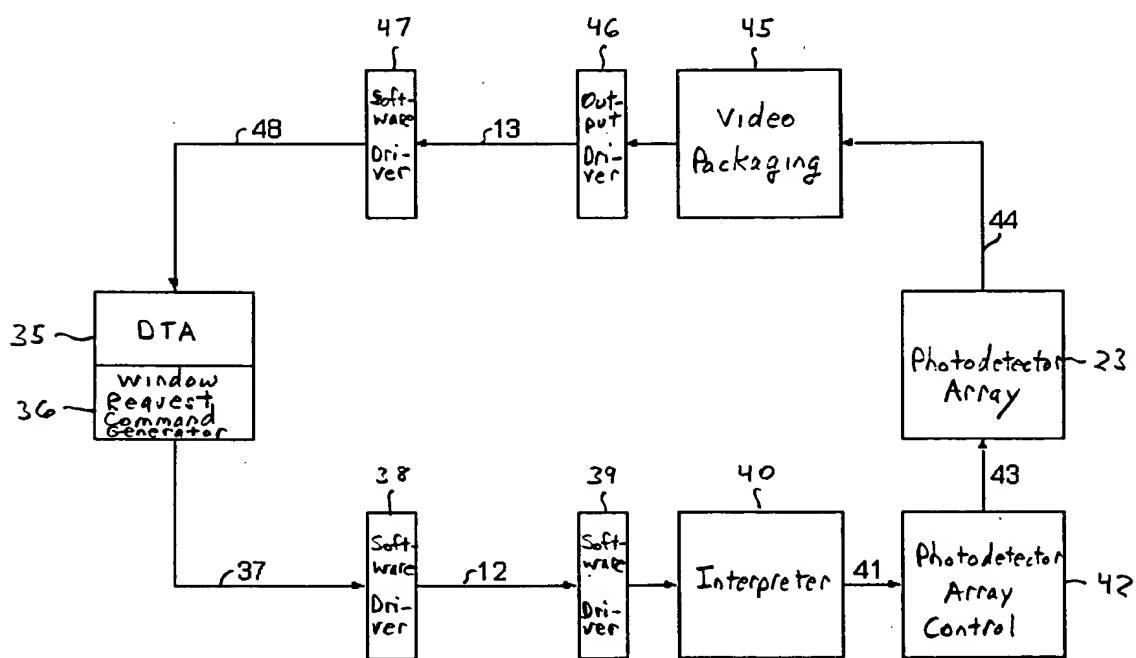 47
46
45
Soft-
ware
Driver
Out-
put
Dri-
ver
Video
Packaging
48
13
44
35
DTA
36
Window
Request
Command
Generator
Photodetector
Array
23
38
39
40
43
37
Soft-
ware
Dri-
ver
12
Soft-
ware
Dri-
ver
Interpreter
41
Photodetector
Array
Control
42